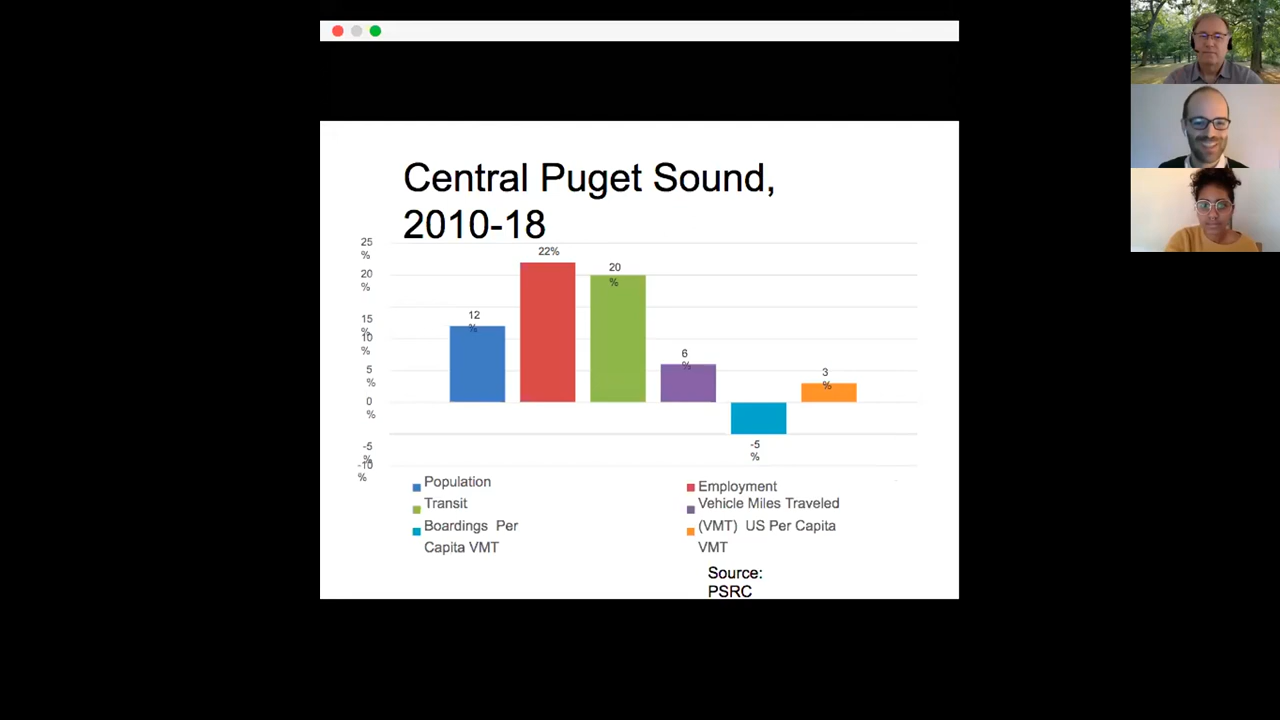 Central Puget Sound,
2010-18
25
%
20
%
15
%
10
%
5
%
0
%
-5
%
-10
%
12
%
22%
20
%
6
%
-5
%
3
%
Population
Transit
Boardings Per
Capita VMT
Employment
Vehicle Miles Traveled
(VMT) US Per Capita
VMT
Source:
PSRC